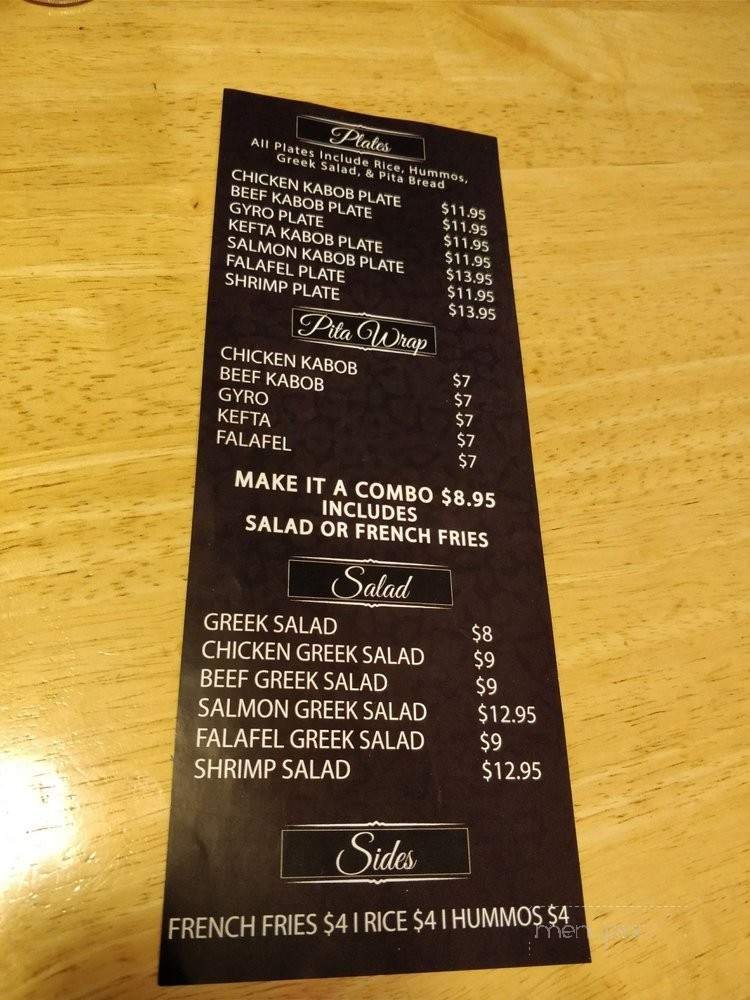 Plates
All Plates Include Rice, Hummos,
Greek Salad, & Pita Bread
CHICKEN KABOB PLATE $11.95
BEEF KABOB PLATE $11.95
GYRO PLATE $11.95
KEFTA KABOB PLATE $11.95
SALMON KABOB PLATE $13.95
FALAFEL PLATE $11.95
SHRIMP PLATE $13.95
Pita Wrap
CHICKEN KABOB $7
BEEF KABOB $7
GYRO $7
KEFTA $7
FALAFEL $7
MAKE IT A COMBO $8.95
INCLUDES
SALAD OR FRENCH FRIES
Salad
GREEK SALAD $8
CHICKEN GREEK SALAD $9
BEEF GREEK SALAD $9
SALMON GREEK SALAD $12.95
FALAFEL GREEK SALAD $9
SHRIMP SALAD $12.95
Sides
FRENCH FRIES $4 I RICE $4 I HUMMOS $4